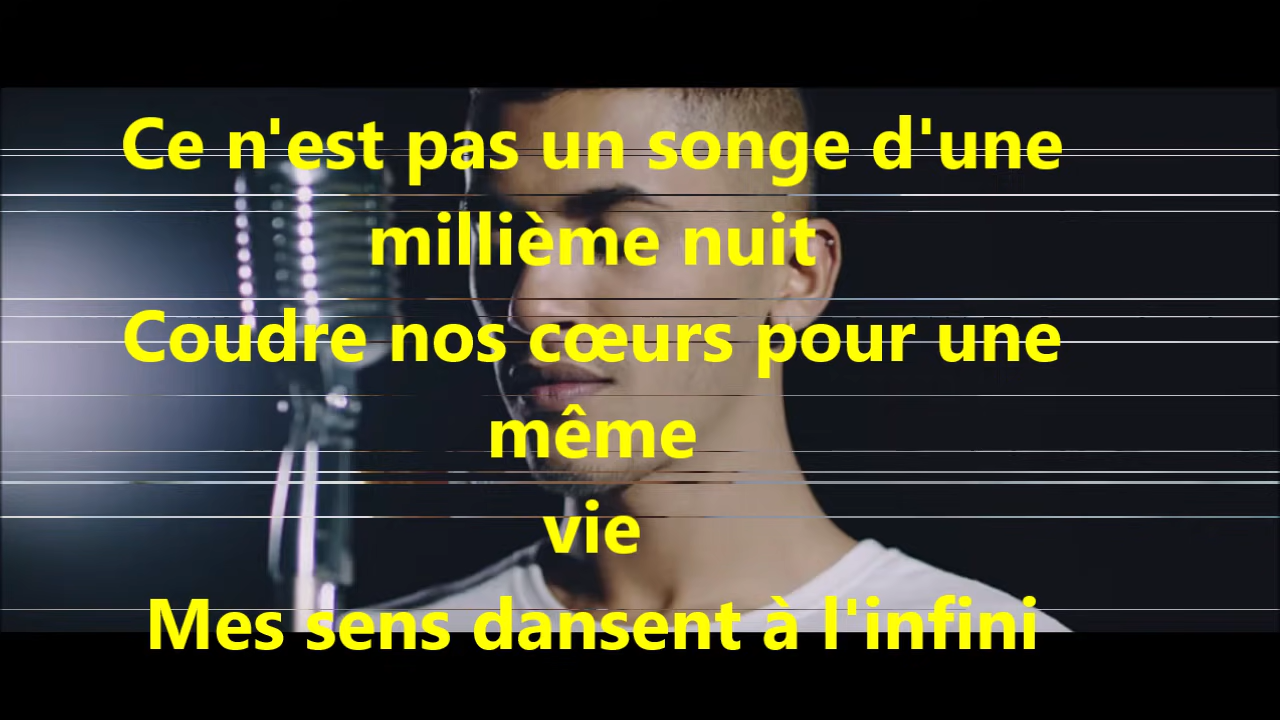 Ce n'est pas un songe d'une
millième nuit
Coudre nos cœurs pour une
même
vie
Mes sens dansent à l'infini